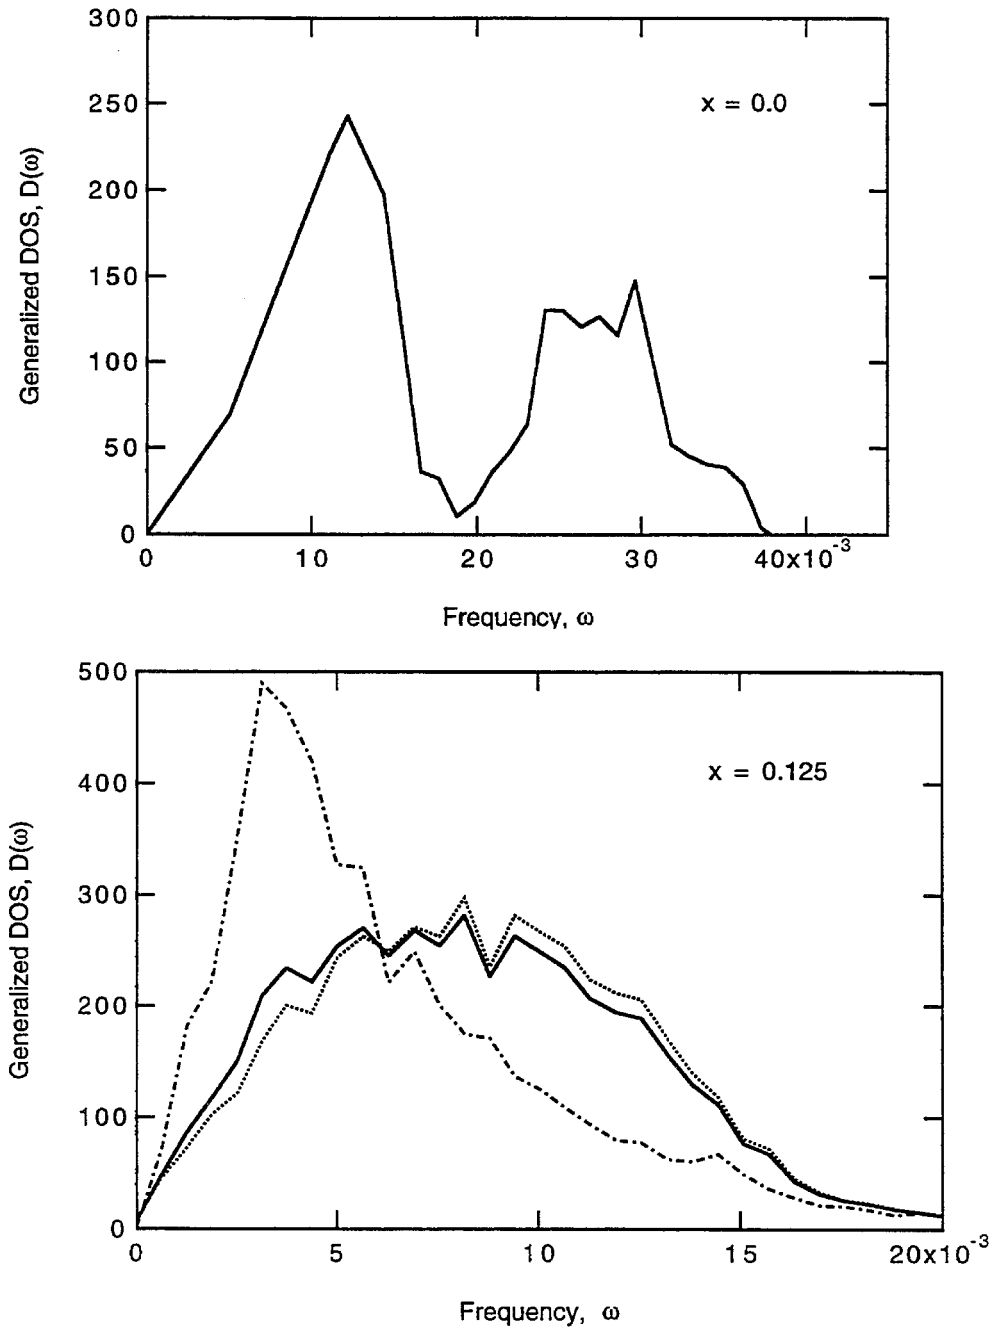 300
250
200
150
100
50
0
Generalized DOS, D(ω)
x = 0.0
0 10 20 30 40x10⁻³
Frequency, ω
500
400
300
200
100
0
Generalized DOS, D(ω)
x = 0.125
0 5 10 15 20x10⁻³
Frequency, ω